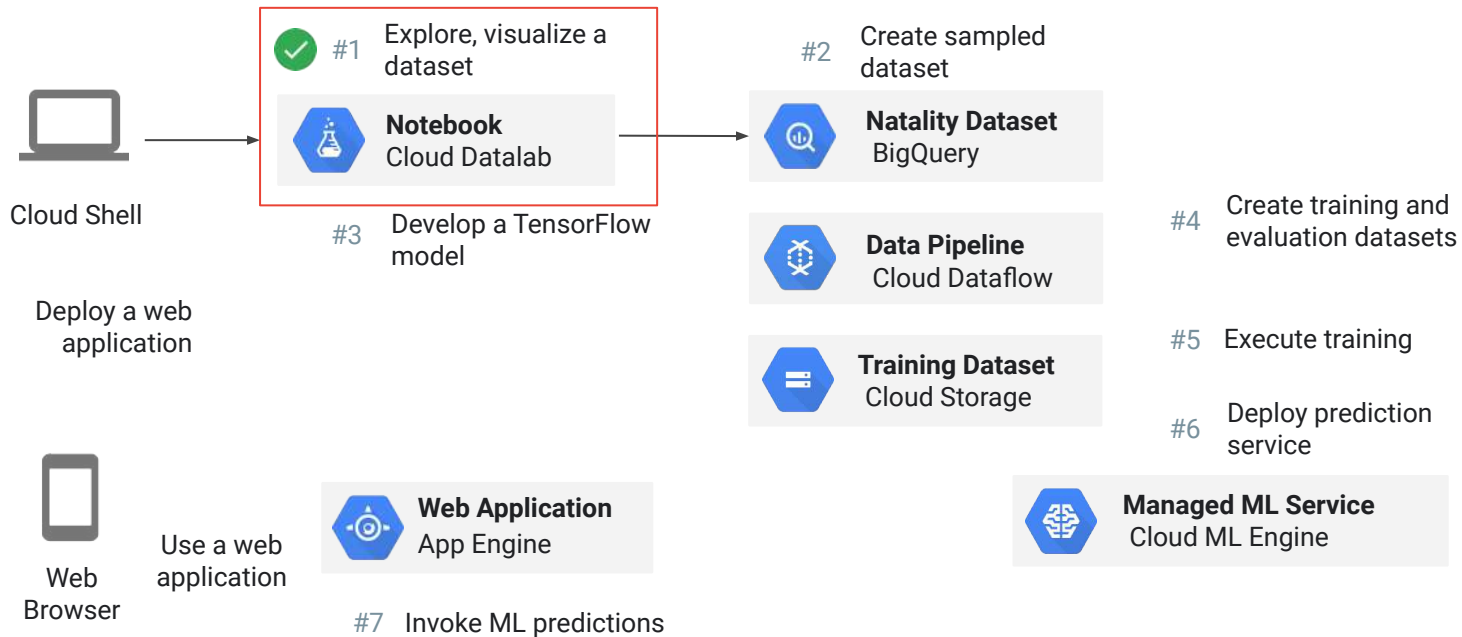 #1 Explore, visualize a
dataset
#2 Create sampled
dataset
Notebook
Cloud Datalab
Natality Dataset
BigQuery
Cloud Shell
#3 Develop a TensorFlow
model
#4 Create training and
evaluation datasets
Data Pipeline
Cloud Dataflow
Deploy a web
application
#5 Execute training
Training Dataset
Cloud Storage
#6 Deploy prediction
service
Web Application
App Engine
Managed ML Service
Cloud ML Engine
Use a web
application
Web
Browser
#7 Invoke ML predictions